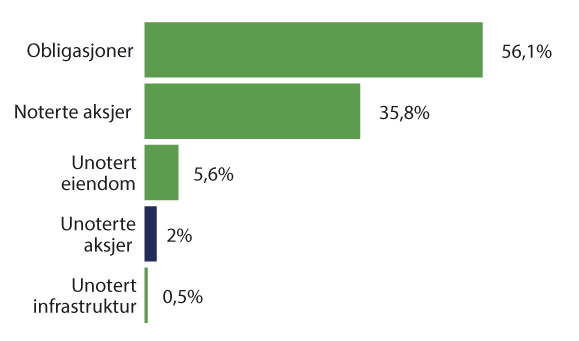 Obligasjoner
56,1%
Noterte aksjer
35,8%
Unotert
eiendom
5,6%
Unoterte
aksjer
2%
Unotert
infrastruktur
0,5%